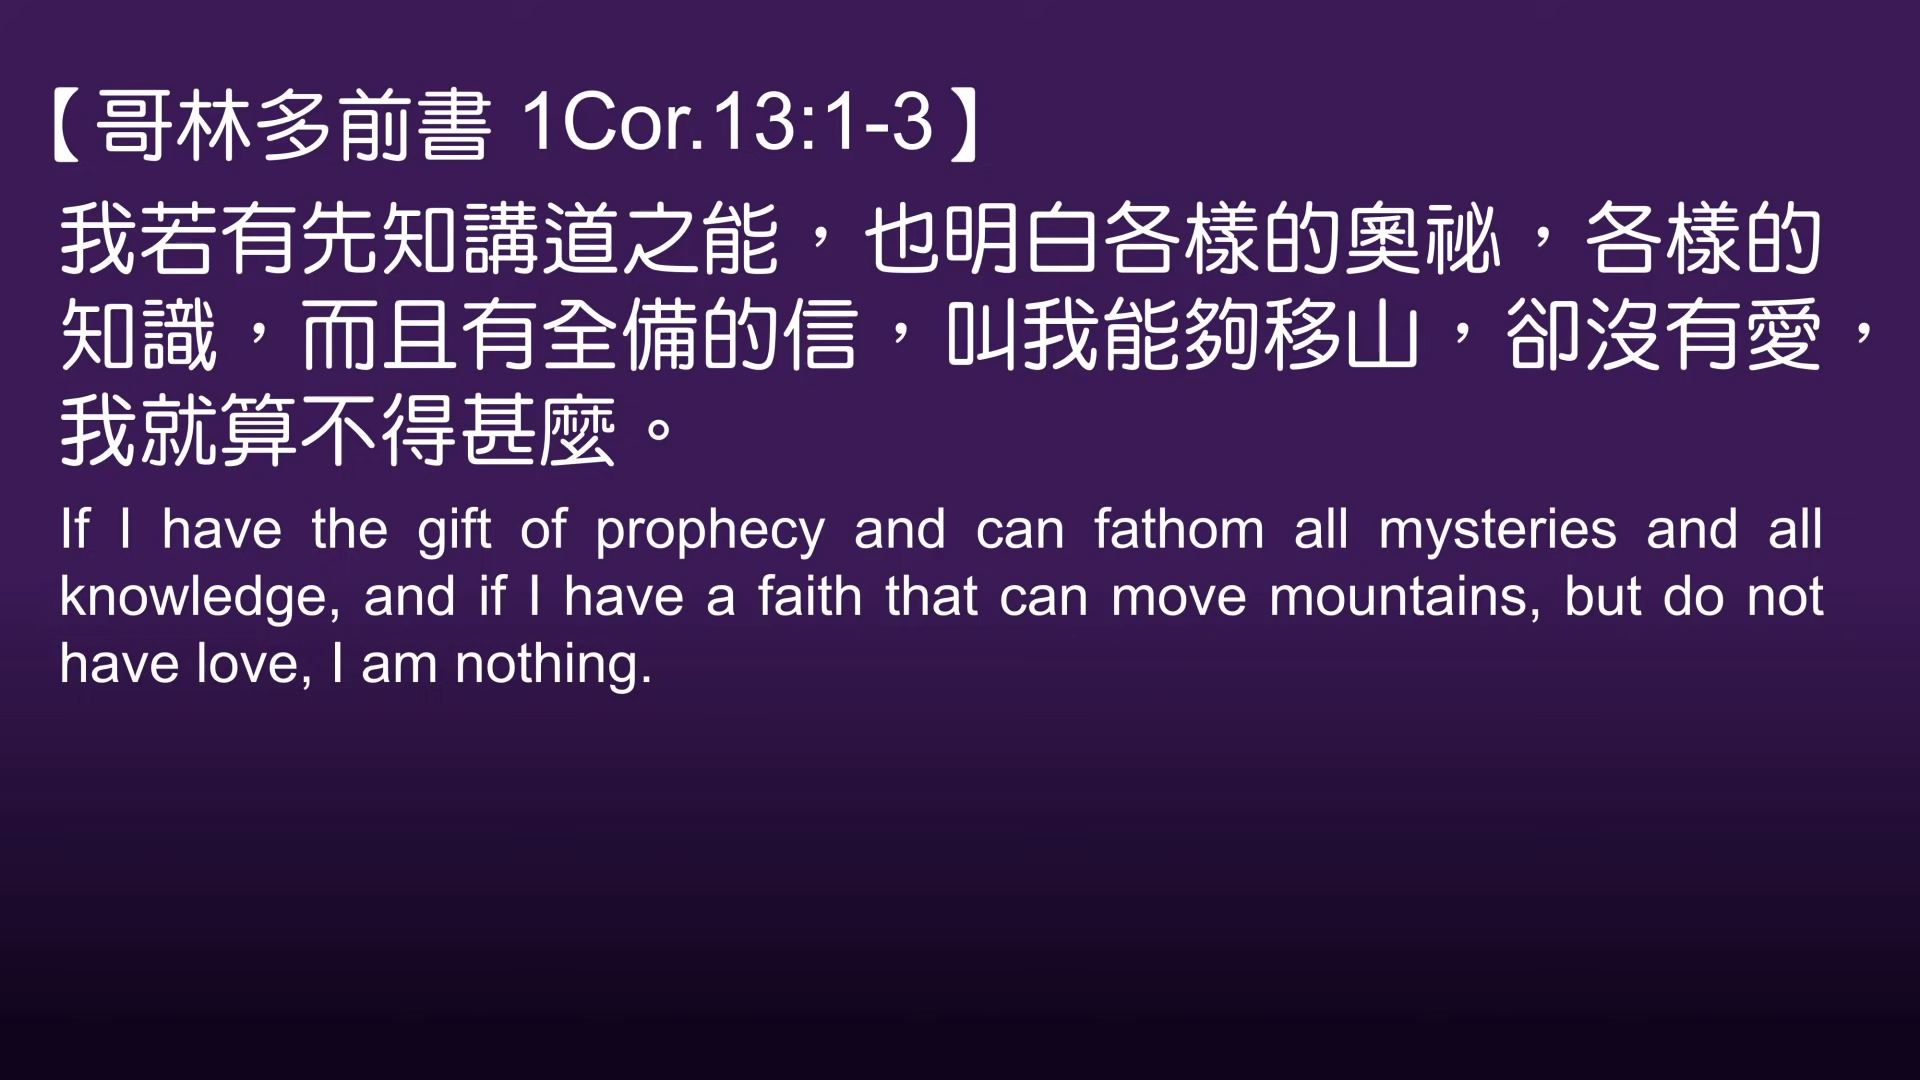 【哥林多前書 1Cor.13:1-3】
我若有先知講道之能，也明白各樣的奧祕，各樣的
知識，而且有全備的信，叫我能夠移山，卻沒有愛，
我就算不得甚麼。
If I have the gift of prophecy and can fathom all mysteries and all
knowledge, and if I have a faith that can move mountains, but do not
have love, I am nothing.